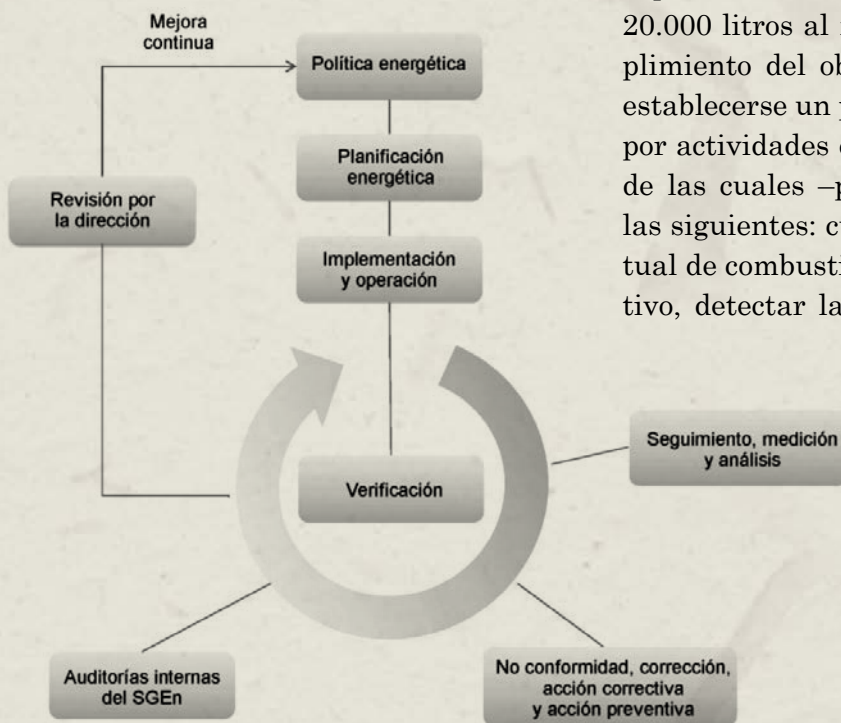 Mejora
continua
Política energética
Planificación
energética
Revisión por
la dirección
Implementación
y operación
Verificación
Seguimiento, medición
y análisis
Auditorías internas
del SGEn
No conformidad, corrección,
acción correctiva
y acción preventiva
20.000 litros al
plimiento del
establecerse un
por actividades
de las cuales
las siguientes:
tual de
tivo, detectar la